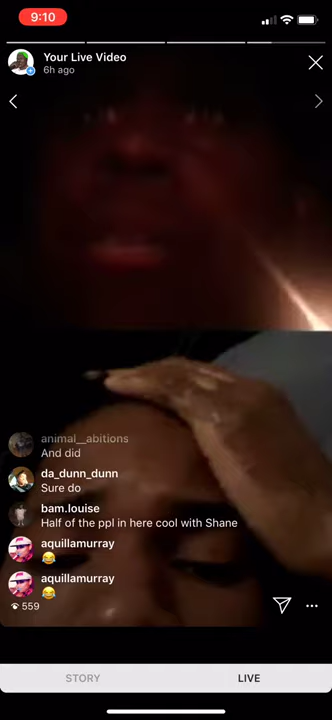 9:10
Your Live Video
6h ago
animal__abitions
And did
da_dunn_dunn
Sure do
bam.louise
Half of the ppl in here cool with Shane
aquillamurray
😂
aquillamurray
😂
559
STORY
LIVE